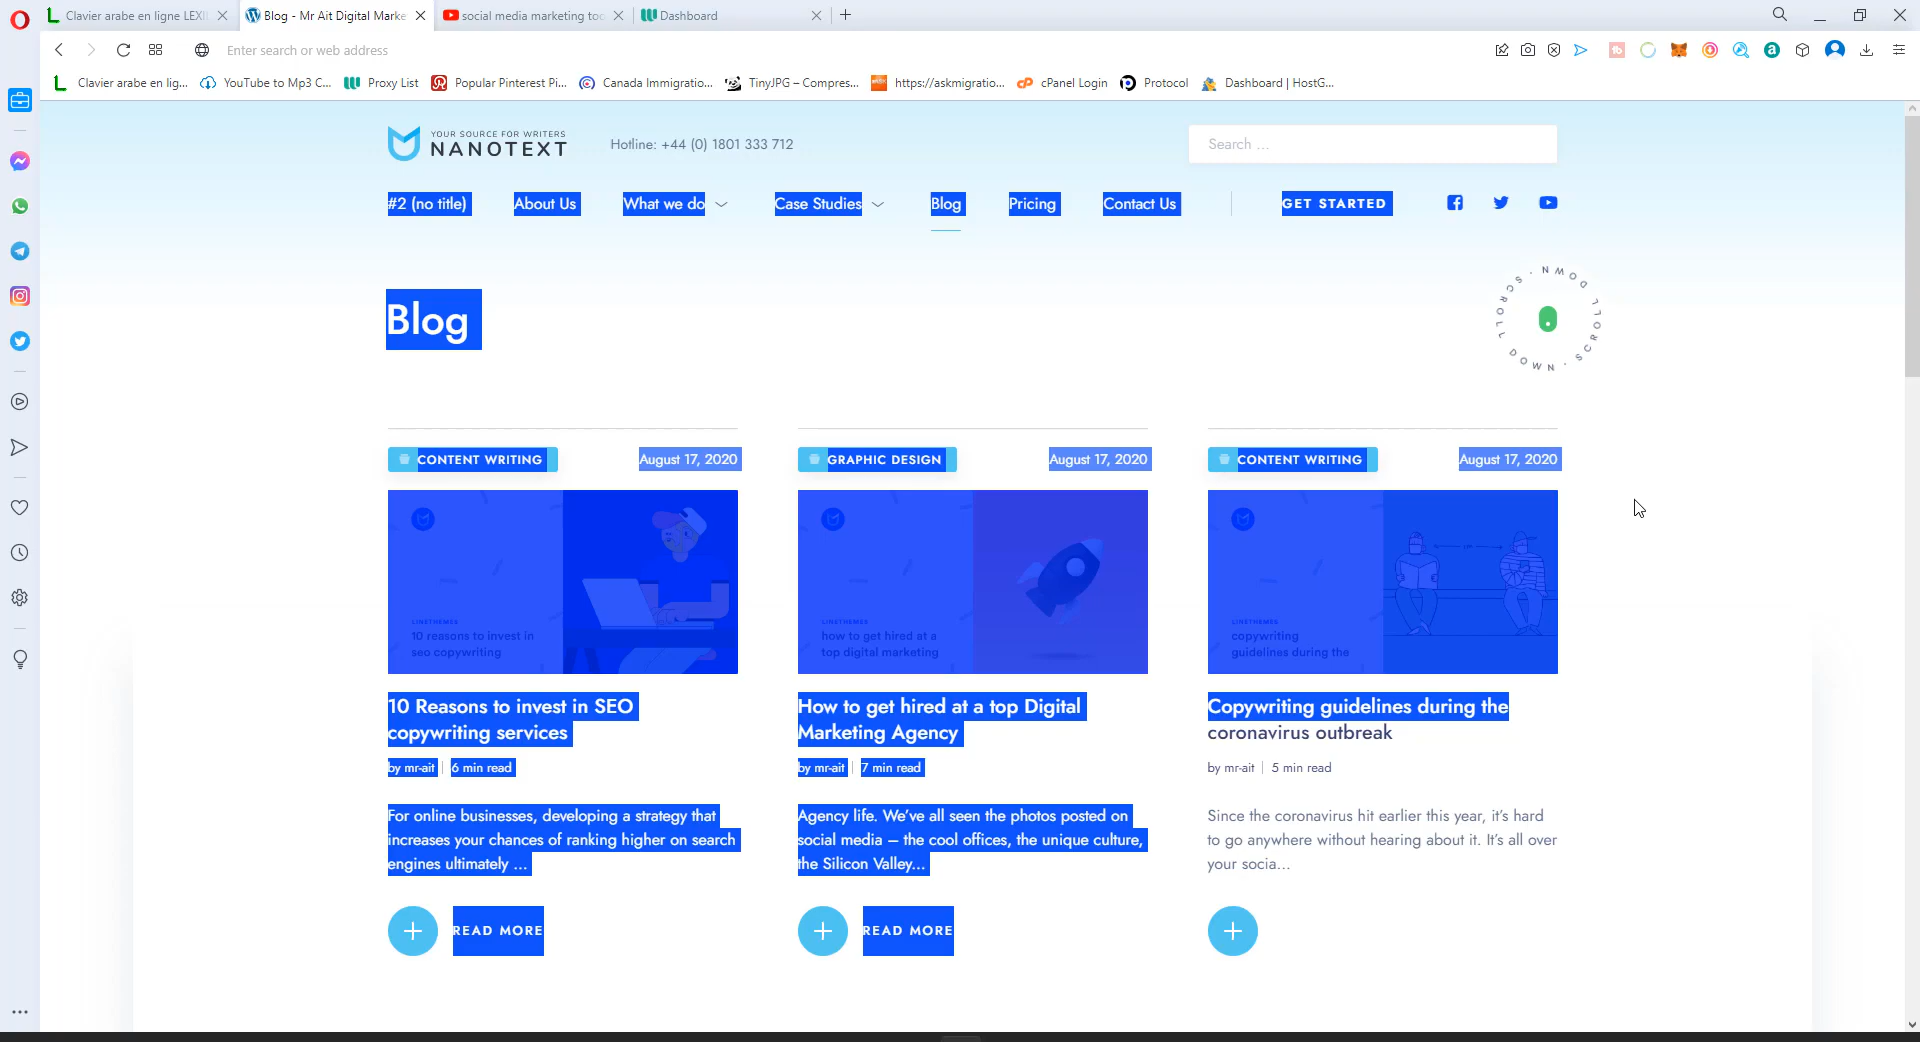 Clavier arabe en ligne LEXI
Blog - Mr Ait Digital Marke
social media marketing too
Dashboard
Enter search or web address
Clavier arabe en lig...
YouTube to Mp3 C...
Proxy List
Popular Pinterest Pi...
Canada Immigratio...
TinyJPG – Compres...
https://askmigratio...
cPanel Login
Protocol
Dashboard | HostG...
YOUR SOURCE FOR WRITERS
NANOTEXT
Hotline: +44 (0) 1801 333 712
Search ...
#2 (no title)
About Us
What we do
Case Studies
Blog
Pricing
Contact Us
GET STARTED
Blog
SCROLL DOWN · SCROLL DOWN ·
CONTENT WRITING
August 17, 2020
LINETHEMES
10 reasons to invest in
seo copywriting
10 Reasons to invest in SEO
copywriting services
by mr-ait | 6 min read
For online businesses, developing a strategy that
increases your chances of ranking higher on search
engines ultimately ...
READ MORE
GRAPHIC DESIGN
August 17, 2020
LINETHEMES
how to get hired at a
top digital marketing
How to get hired at a top Digital
Marketing Agency
by mr-ait | 7 min read
Agency life. We've all seen the photos posted on
social media – the cool offices, the unique culture,
the Silicon Valley...
READ MORE
CONTENT WRITING
August 17, 2020
LINETHEMES
copywriting
guidelines during the
Copywriting guidelines during the
coronavirus outbreak
by mr-ait | 5 min read
Since the coronavirus hit earlier this year, it's hard
to go anywhere without hearing about it. It's all over
your socia...